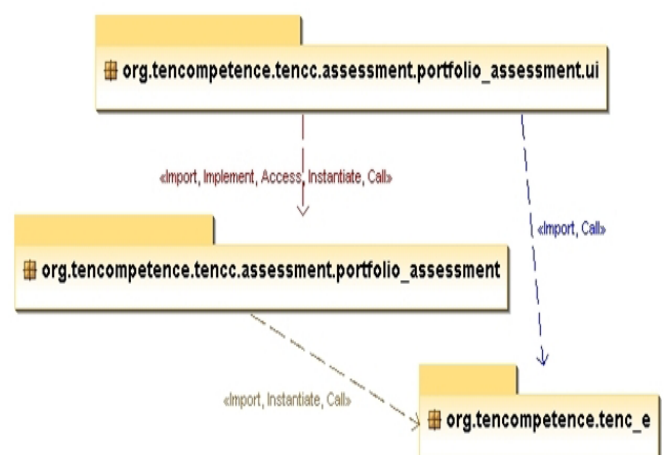 org.tencompetence.tencc.assessment.portfolio_assessment.ui
«Import, Implement, Access, Instantiate, Call»
«Import, Call»
org.tencompetence.tencc.assessment.portfolio_assessment
«Import, Instantiate, Call»
org.tencompetence.tenc_e